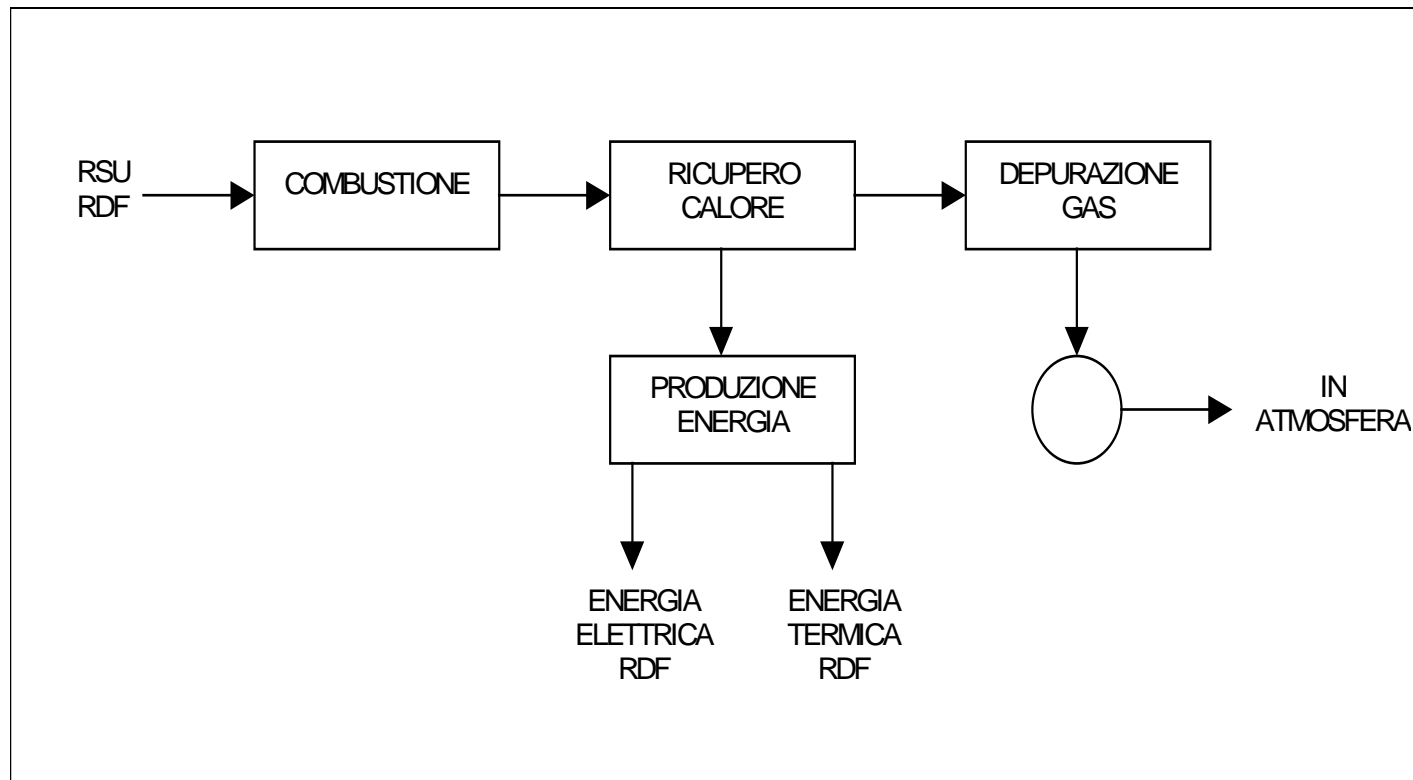 RSU
RDF
COMBUSTIONE
RICUPERO
CALORE
DEPURAZIONE
GAS
PRODUZIONE
ENERGIA
IN
ATMOSFERA
ENERGIA
ELETTRICA
RDF
ENERGIA
TERMICA
RDF